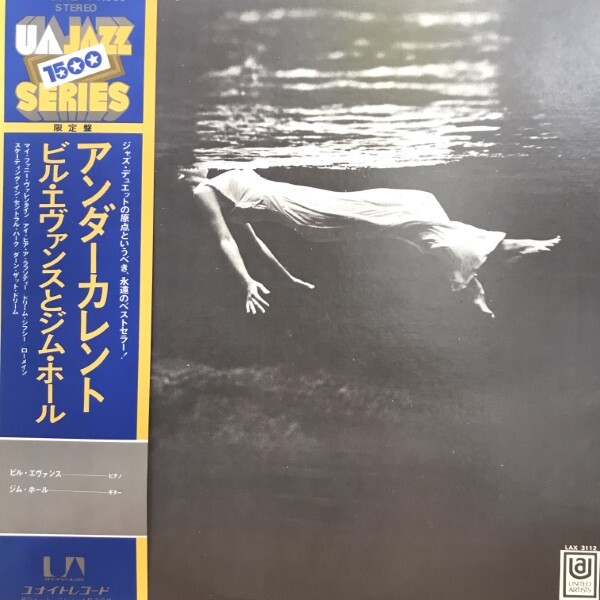 STEREO
UA JAZZ
1500
SERIES
限定盤
ジャズ・デュエットの原点というべき、永遠のベストセラー!
アンダーカレント
ビル・エヴァンスとジム・ホール
マイ・ファニー・ヴァレンタイン アイ・ヒア・ア・ラプソディー ドリーム・ジプシー ローメイン
スケーティング・イン・セントラル・パーク ダーン・ザット・ドリーム
ビル・エヴァンス―――ピアノ
ジム・ホール―――ギター
UA
ユナイトレコード
LAX 3112
UA
UNITED
ARTISTS